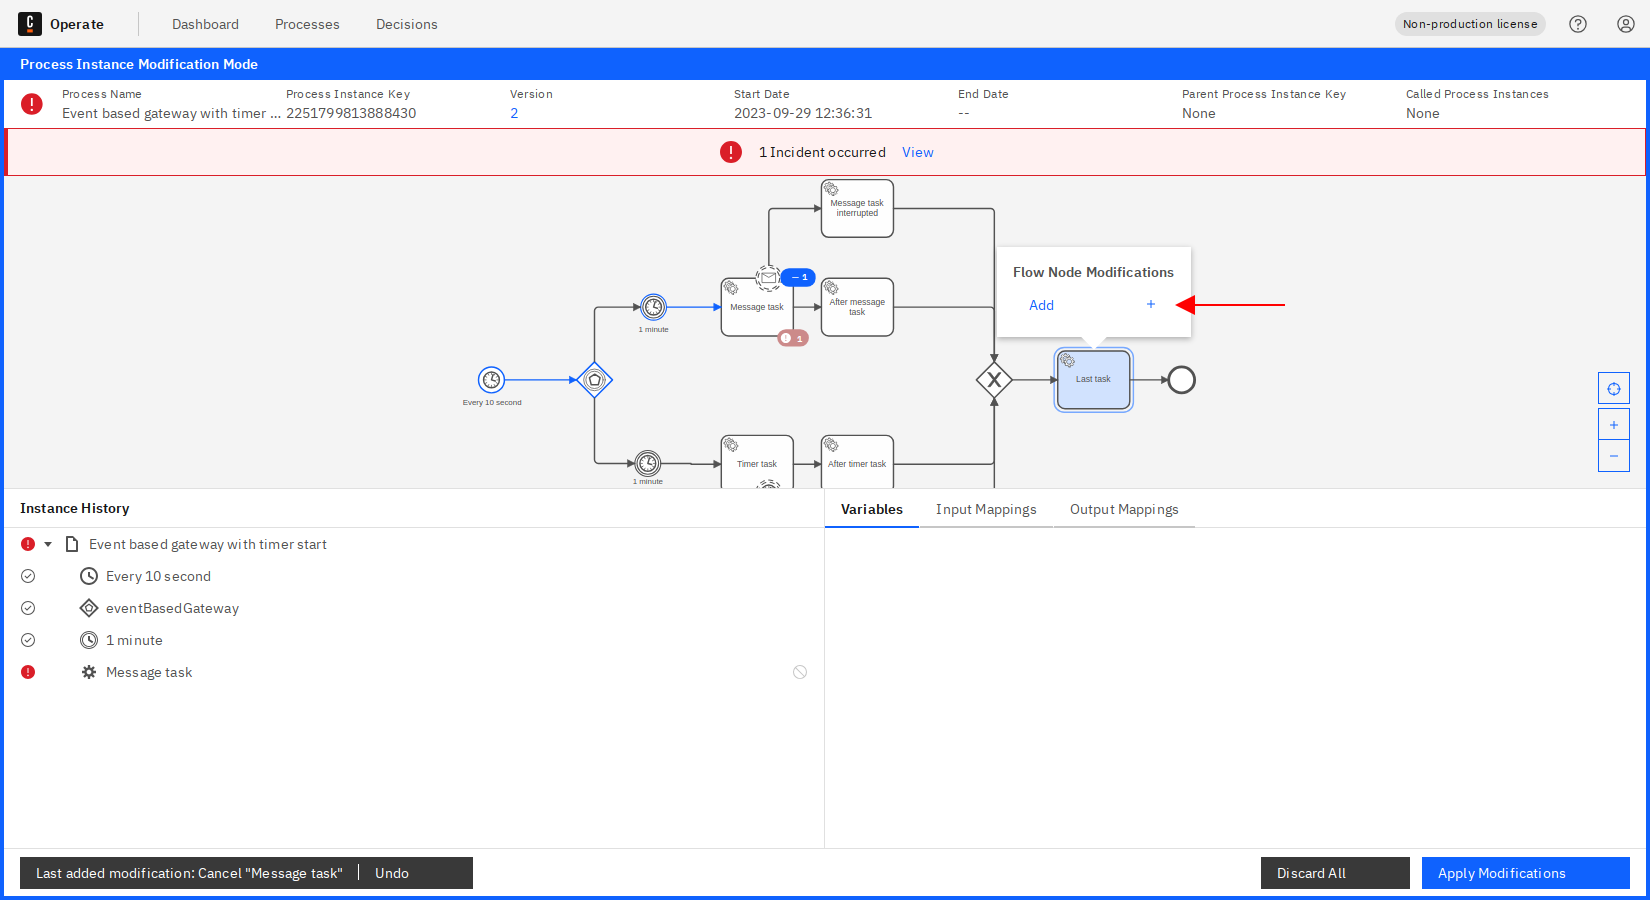 C Operate Dashboard Processes Decisions Non-production license
Process Instance Modification Mode
Process Name Process Instance Key Version Start Date End Date Parent Process Instance Key Called Process Instances
Event based gateway with timer ... 2251799813888430 2 2023-09-29 12:36:31 -- None None
1 Incident occurred View
Message task
interrupted
Flow Node Modifications
Add +
− 1
Message task
After message
task
1 minute
1
Last task
Every 10 second
Timer task
After timer task
1 minute
Instance History
Variables Input Mappings Output Mappings
Event based gateway with timer start
Every 10 second
eventBasedGateway
1 minute
Message task
Last added modification: Cancel "Message task" Undo
Discard All Apply Modifications